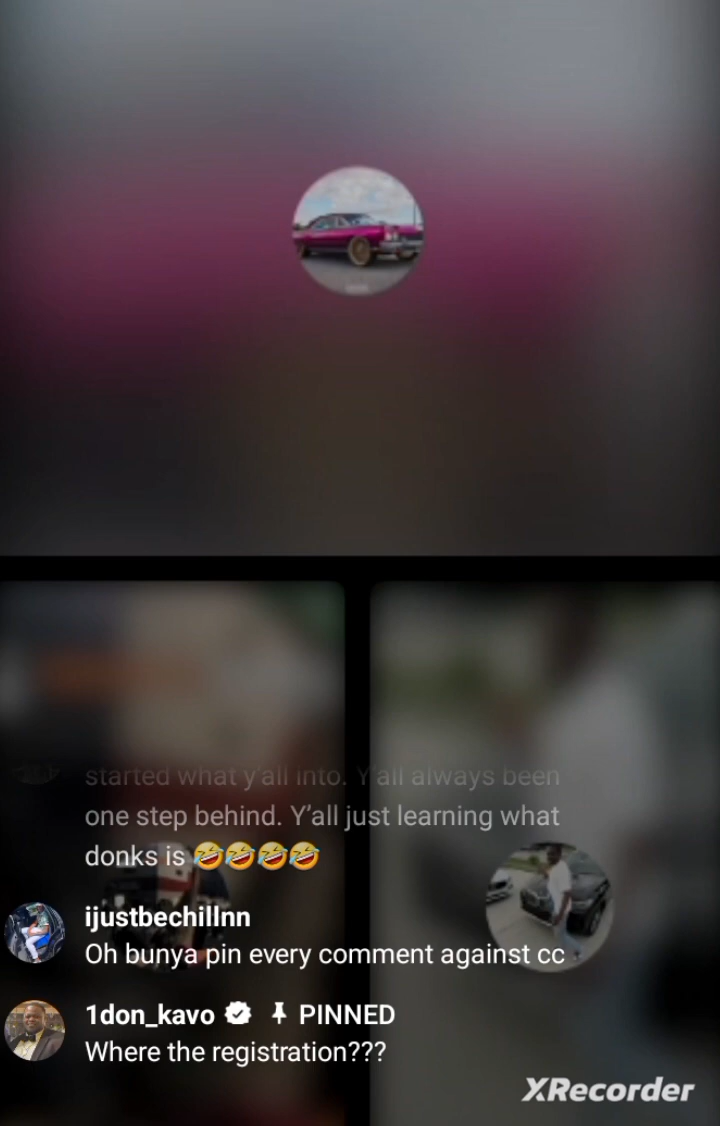 started what y'all into. Y'all always been
one step behind. Y'all just learning what
donks is 🤣🤣🤣🤣
ijustbechillnn
Oh bunya pin every comment against cc
1don_kavo PINNED
Where the registration???
XRecorder